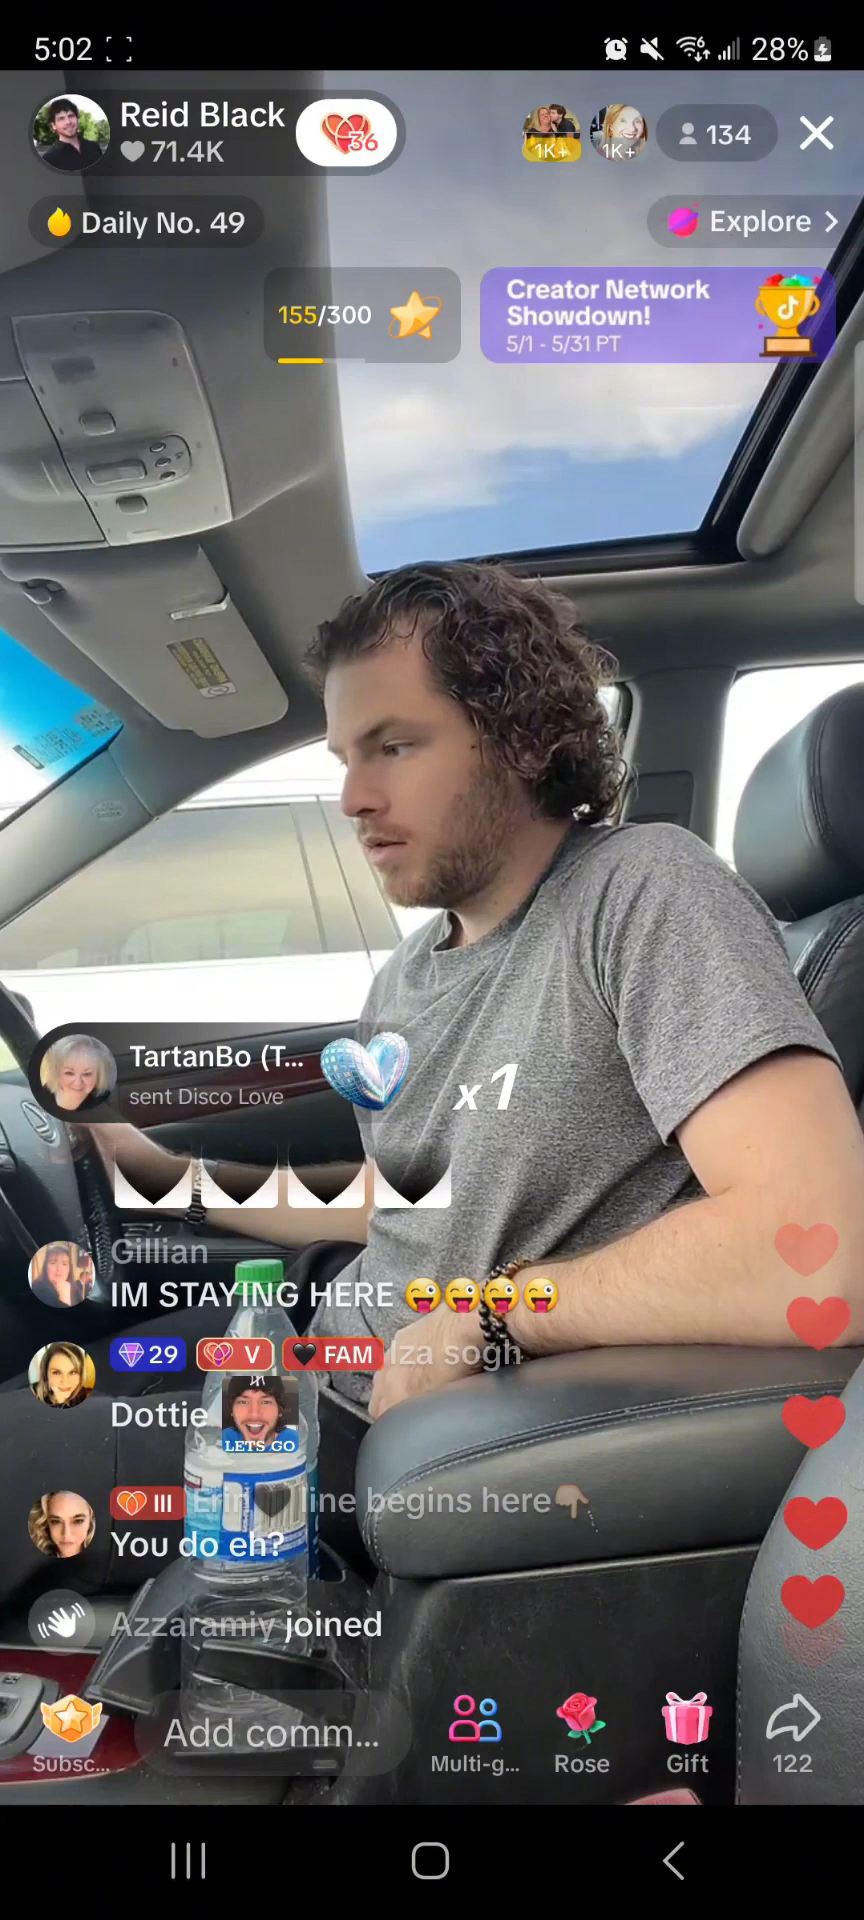 5:02
28%
Reid Black
71.4K
36
1K+
1K+
134
Daily No. 49
Explore
155/300
Creator Network
Showdown!
5/1 - 5/31 PT
TartanBo (T...
sent Disco Love
x1
Gillian
IM STAYING HERE 😜😜😜😜
29 V FAM Iza sogh
Dottie
LETS GO
III Erin🖤 line begins here👇🏽
You do eh?
Azzaramiv joined
Subsc...
Add comm...
Multi-g...
Rose
Gift
122